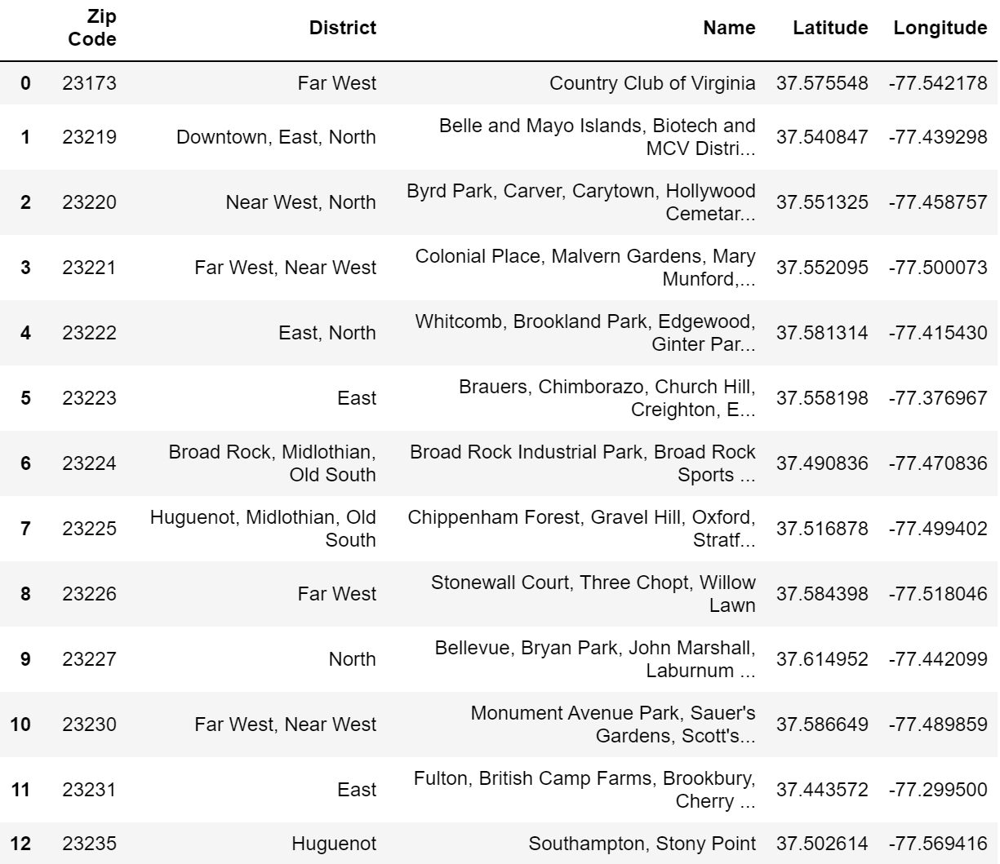 Zip Code District Name Latitude Longitude
0 23173 Far West Country Club of Virginia 37.575548 -77.542178
1 23219 Downtown, East, North Belle and Mayo Islands, Biotech and
MCV Distri... 37.540847 -77.439298
2 23220 Near West, North Byrd Park, Carver, Carytown, Hollywood
Cemetar... 37.551325 -77.458757
3 23221 Far West, Near West Colonial Place, Malvern Gardens, Mary
Munford,... 37.552095 -77.500073
4 23222 East, North Whitcomb, Brookland Park, Edgewood,
Ginter Par... 37.581314 -77.415430
5 23223 East Brauers, Chimborazo, Church Hill,
Creighton, E... 37.558198 -77.376967
6 23224 Broad Rock, Midlothian,
Old South Broad Rock Industrial Park, Broad Rock
Sports ... 37.490836 -77.470836
7 23225 Huguenot, Midlothian, Old
South Chippenham Forest, Gravel Hill, Oxford,
Stratf... 37.516878 -77.499402
8 23226 Far West Stonewall Court, Three Chopt, Willow
Lawn 37.584398 -77.518046
9 23227 North Bellevue, Bryan Park, John Marshall,
Laburnum ... 37.614952 -77.442099
10 23230 Far West, Near West Monument Avenue Park, Sauer's
Gardens, Scott's... 37.586649 -77.489859
11 23231 East Fulton, British Camp Farms, Brookbury,
Cherry ... 37.443572 -77.299500
12 23235 Huguenot Southampton, Stony Point 37.502614 -77.569416